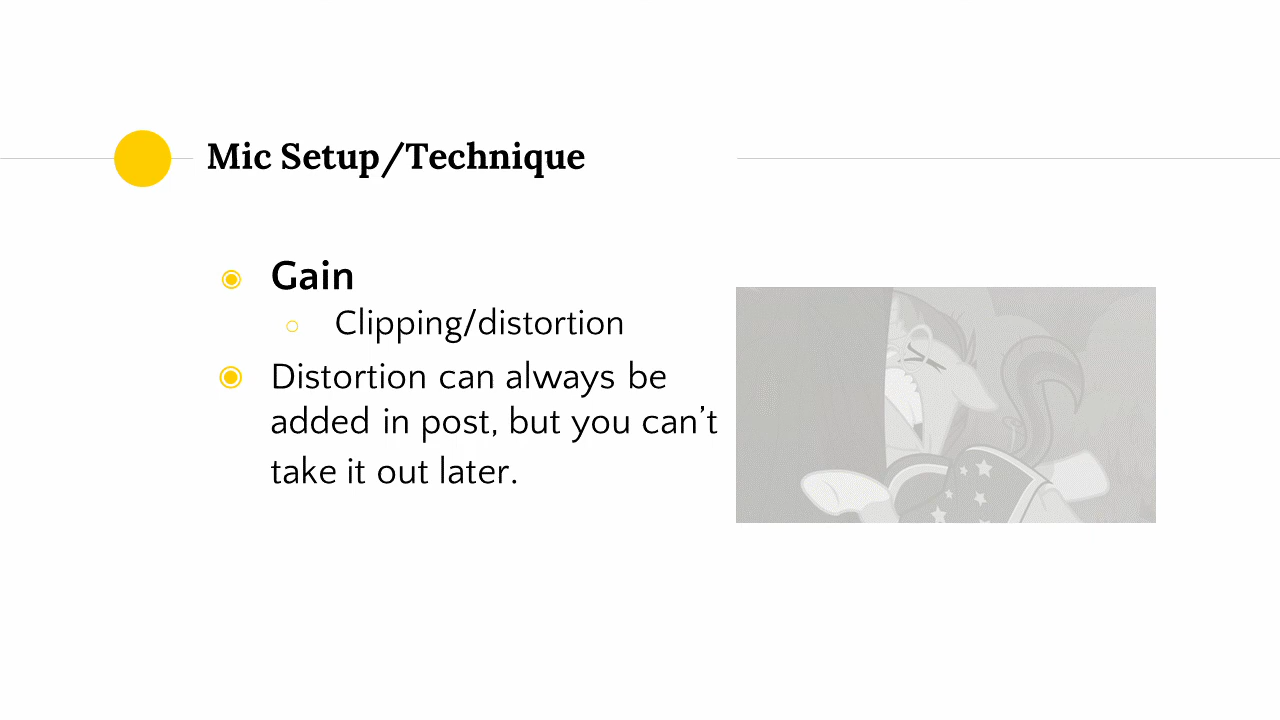 Mic Setup/Technique
Gain
Clipping/distortion
Distortion can always be
added in post, but you can’t
take it out later.